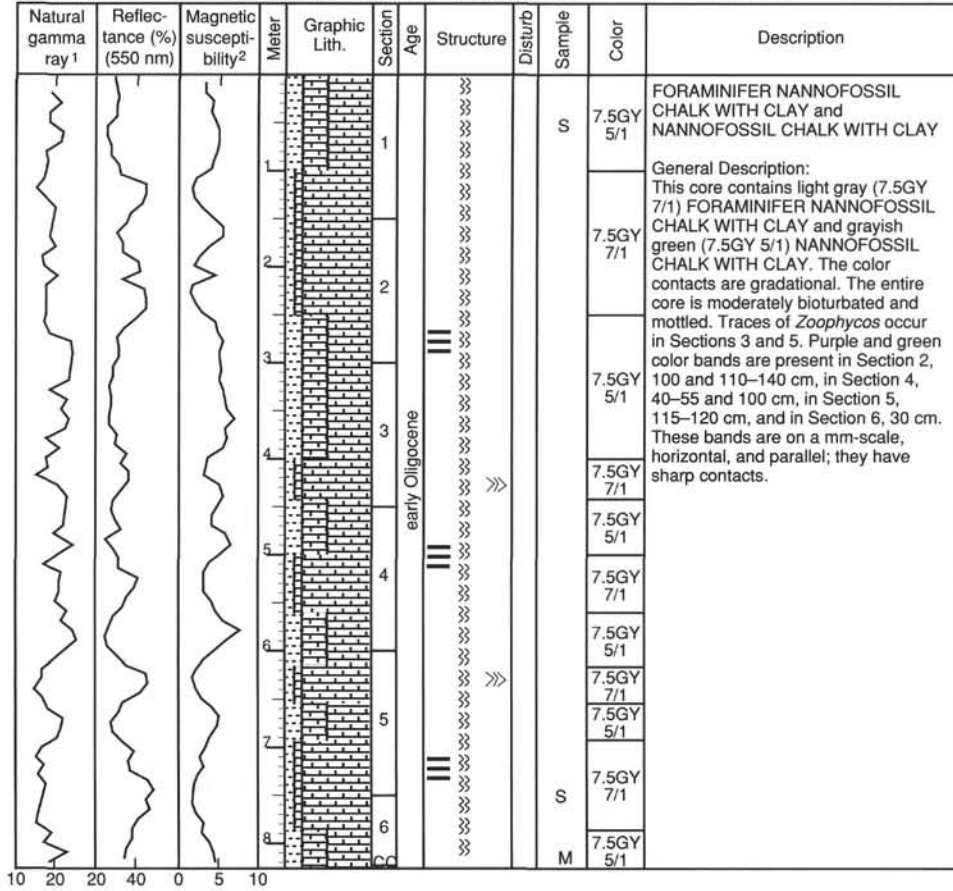 Natural gamma ray 1
Reflec-tance (%) (550 nm)
Magnetic suscepti-bility 2
Meter
Graphic Lith.
Section
Age
Structure
Disturb
Sample
Color
Description
1
2
3
4
5
6
7
8
1
2
3
4
5
6
CC
early Oligocene
S
S
M
7.5GY
5/1
7.5GY
7/1
7.5GY
5/1
7.5GY
7/1
7.5GY
5/1
7.5GY
7/1
7.5GY
5/1
7.5GY
7/1
7.5GY
5/1
7.5GY
7/1
7.5GY
5/1
FORAMINIFER NANNOFOSSIL
CHALK WITH CLAY and
NANNOFOSSIL CHALK WITH CLAY
General Description:
This core contains light gray (7.5GY
7/1) FORAMINIFER NANNOFOSSIL
CHALK WITH CLAY and grayish
green (7.5GY 5/1) NANNOFOSSIL
CHALK WITH CLAY. The color
contacts are gradational. The entire
core is moderately bioturbated and
mottled. Traces of Zoophycos occur
in Sections 3 and 5. Purple and green
color bands are present in Section 2,
100 and 110–140 cm, in Section 4,
40–55 and 100 cm, in Section 5,
115–120 cm, and in Section 6, 30 cm.
These bands are on a mm-scale,
horizontal, and parallel; they have
sharp contacts.
10 20 20 40 0 5 10